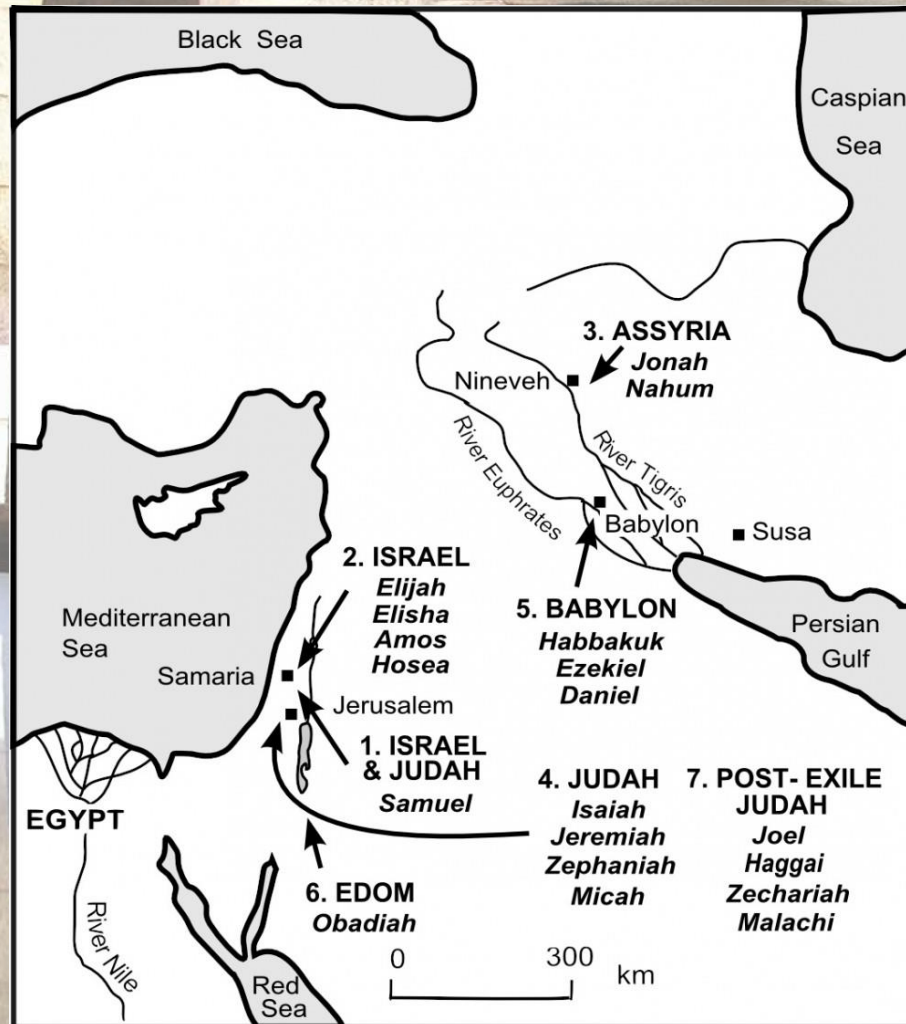 Black Sea
Caspian
Sea
3. ASSYRIA
Jonah
Nahum
Nineveh
River Euphrates
River Tigris
Babylon
Susa
2. ISRAEL
Elijah
Elisha
Amos
Hosea
5. BABYLON
Habbakuk
Ezekiel
Daniel
Persian
Gulf
Mediterranean
Sea
Samaria
Jerusalem
1. ISRAEL
& JUDAH
Samuel
4. JUDAH
Isaiah
Jeremiah
Zephaniah
Micah
7. POST- EXILE
JUDAH
Joel
Haggai
Zechariah
Malachi
EGYPT
River Nile
6. EDOM
Obadiah
Red
Sea
0 300 km